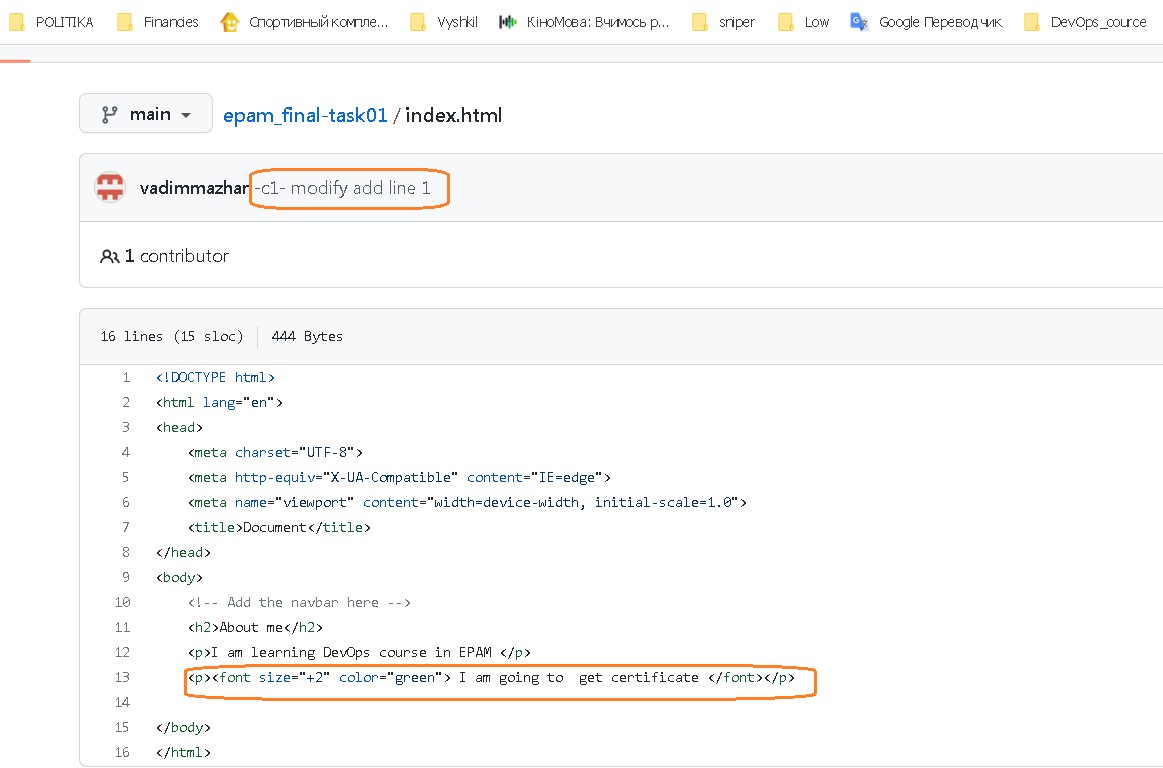 POLITIKA Finances Спортивный компле... Vyshkil КіноМова: Вчимось р... sniper Low Google Переводчик DevOps_cource
main epam_final-task01 / index.html
vadimmazhar -c1- modify add line 1
1 contributor
16 lines (15 sloc) 444 Bytes
1 <!DOCTYPE html>
2 <html lang="en">
3 <head>
4 <meta charset="UTF-8">
5 <meta http-equiv="X-UA-Compatible" content="IE=edge">
6 <meta name="viewport" content="width=device-width, initial-scale=1.0">
7 <title>Document</title>
8 </head>
9 <body>
10 <!-- Add the navbar here -->
11 <h2>About me</h2>
12 <p>I am learning DevOps course in EPAM </p>
13 <p><font size="+2" color="green"> I am going to  get certificate </font></p>
14
15 </body>
16 </html>